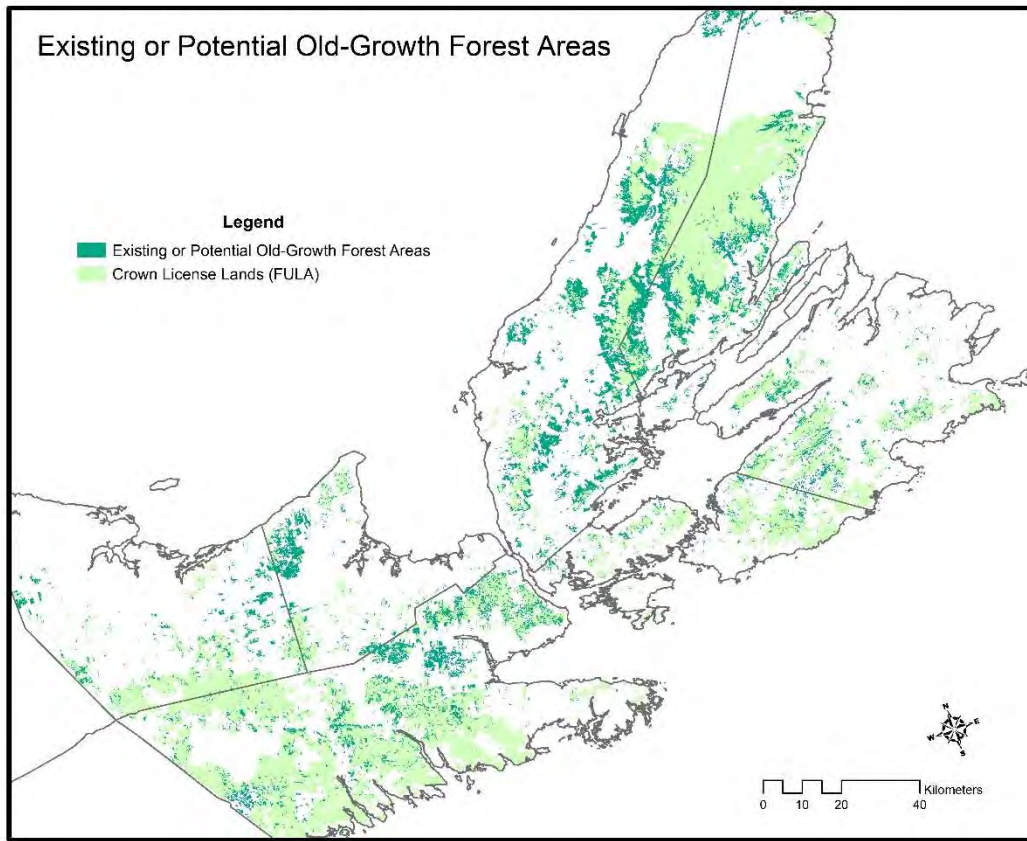 Existing or Potential Old-Growth Forest Areas
Legend
Existing or Potential Old-Growth Forest Areas
Crown License Lands (FULA)
N
W E
S
Kilometers
0 10 20 40